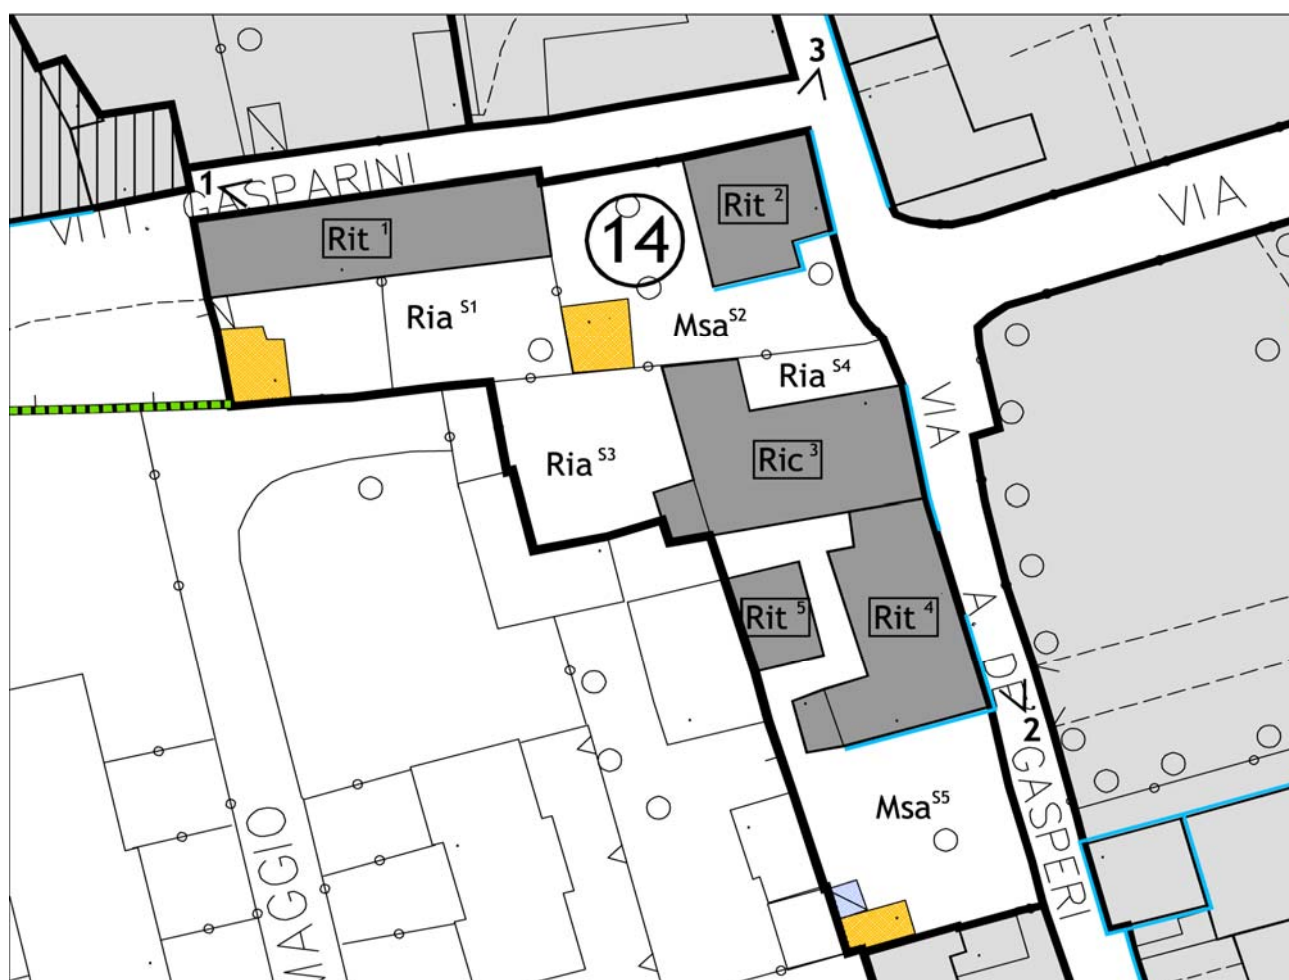 3
GASPARINI
1
VITT.
VIA
Rit 1
Rit 2
14
Ria S1
Msa S2
Ria S4
VIA
Ria S3
Ric 3
Rit 5
Rit 4
A. DE GASPERI
2
Msa S5
MAGGIO